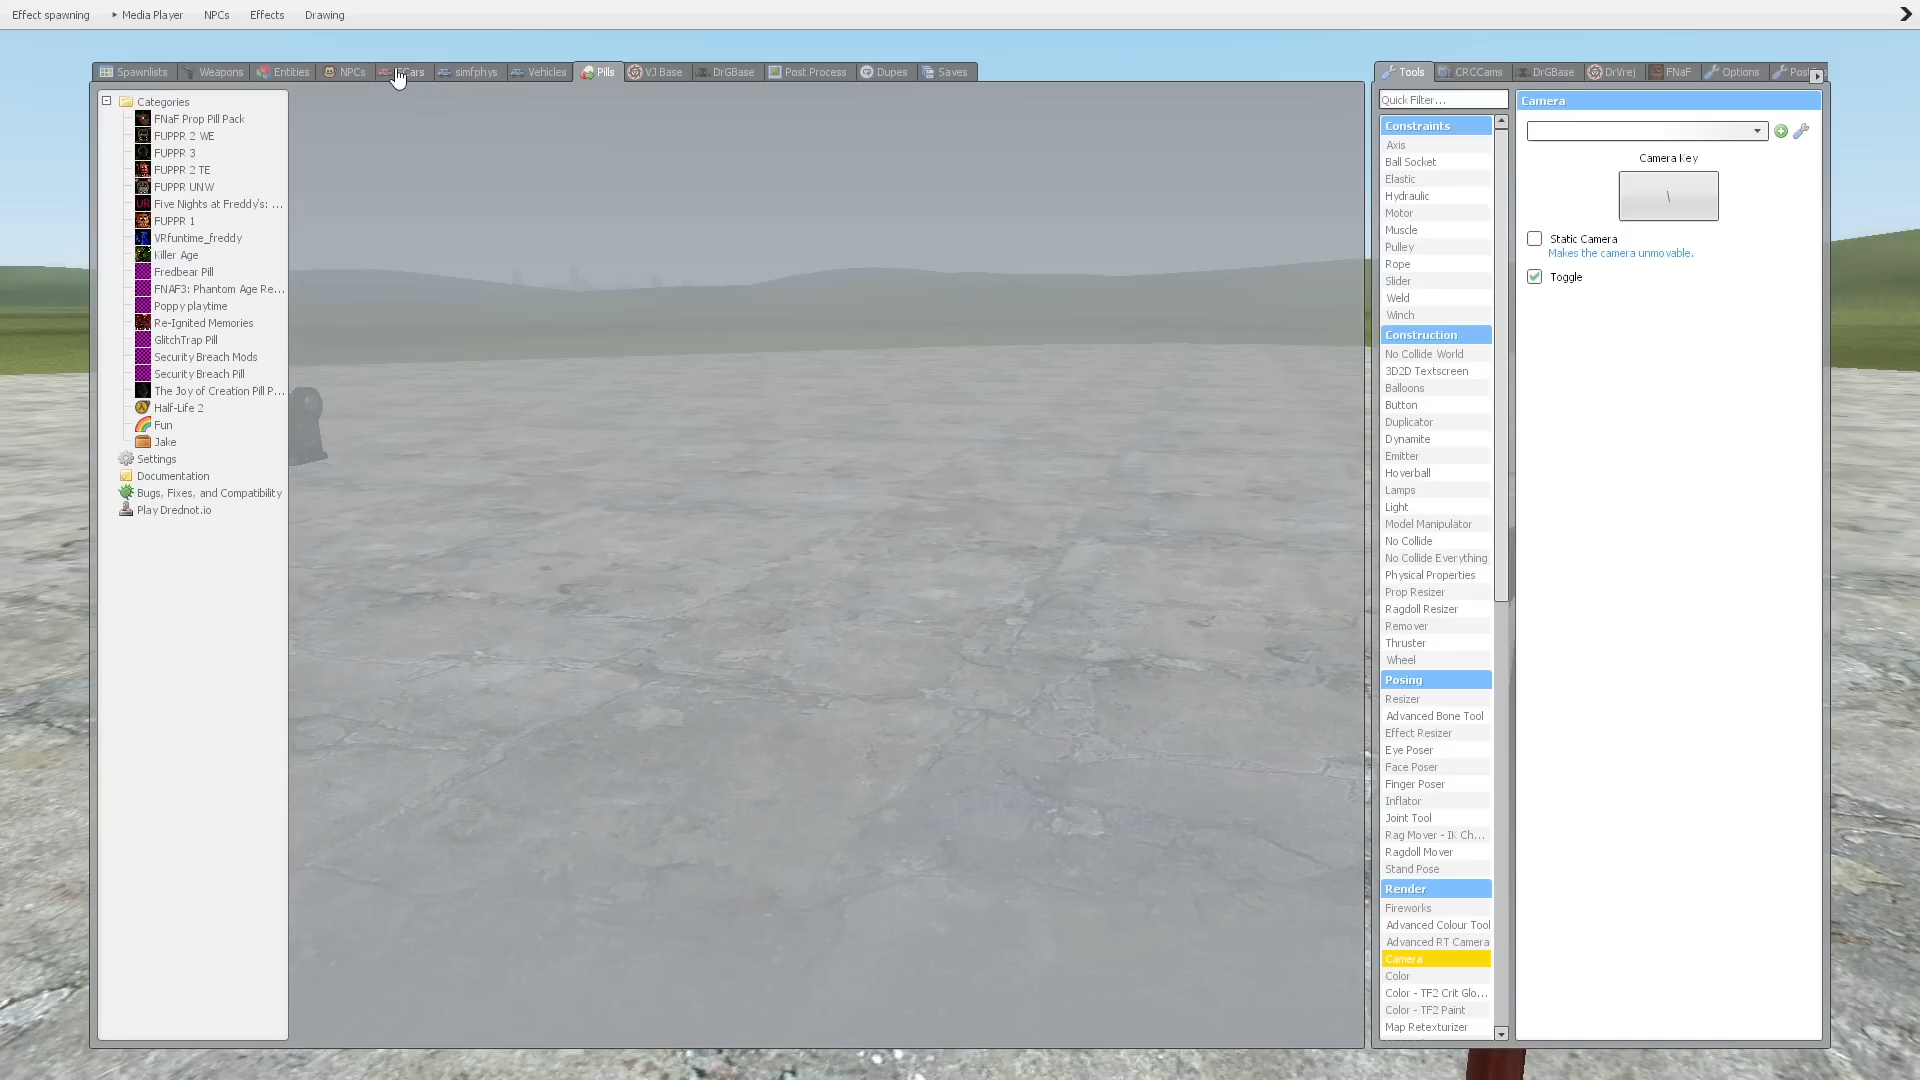 Effect spawning Media Player NPCs Effects Drawing
Spawnlists Weapons Entities NPCs simfphys Vehicles Pills VJ Base DrGBase Post Process Dupes Saves
Categories
FNaF Prop Pill Pack
FUPPR 2 WE
FUPPR 3
FUPPR 2 TE
FUPPR UNW
Five Nights at Freddy's: ...
FUPPR 1
VRfuntime_freddy
Killer Age
Fredbear Pill
FNAF3: Phantom Age Re...
Poppy playtime
Re-Ignited Memories
GlitchTrap Pill
Security Breach Mods
Security Breach Pill
The Joy of Creation Pill P...
Half-Life 2
Fun
Jake
Settings
Documentation
Bugs, Fixes, and Compatibility
Play Drednot.io
Tools CRCCams DrGBase DrVrej FNaF Options
Quick Filter...
Constraints
Axis
Ball Socket
Elastic
Hydraulic
Motor
Muscle
Pulley
Rope
Slider
Weld
Winch
Construction
No Collide World
3D2D Textscreen
Balloons
Button
Duplicator
Dynamite
Emitter
Hoverball
Lamps
Light
Model Manipulator
No Collide
No Collide Everything
Physical Properties
Prop Resizer
Ragdoll Resizer
Remover
Thruster
Wheel
Posing
Resizer
Advanced Bone Tool
Effect Resizer
Eye Poser
Face Poser
Finger Poser
Inflator
Joint Tool
Rag Mover - IK Ch...
Ragdoll Mover
Stand Pose
Render
Fireworks
Advanced Colour Tool
Advanced RT Camera
Camera
Color
Color - TF2 Crit Glo...
Color - TF2 Paint
Map Retexturizer
Camera
Camera Key
\
Static Camera
Makes the camera unmovable.
Toggle